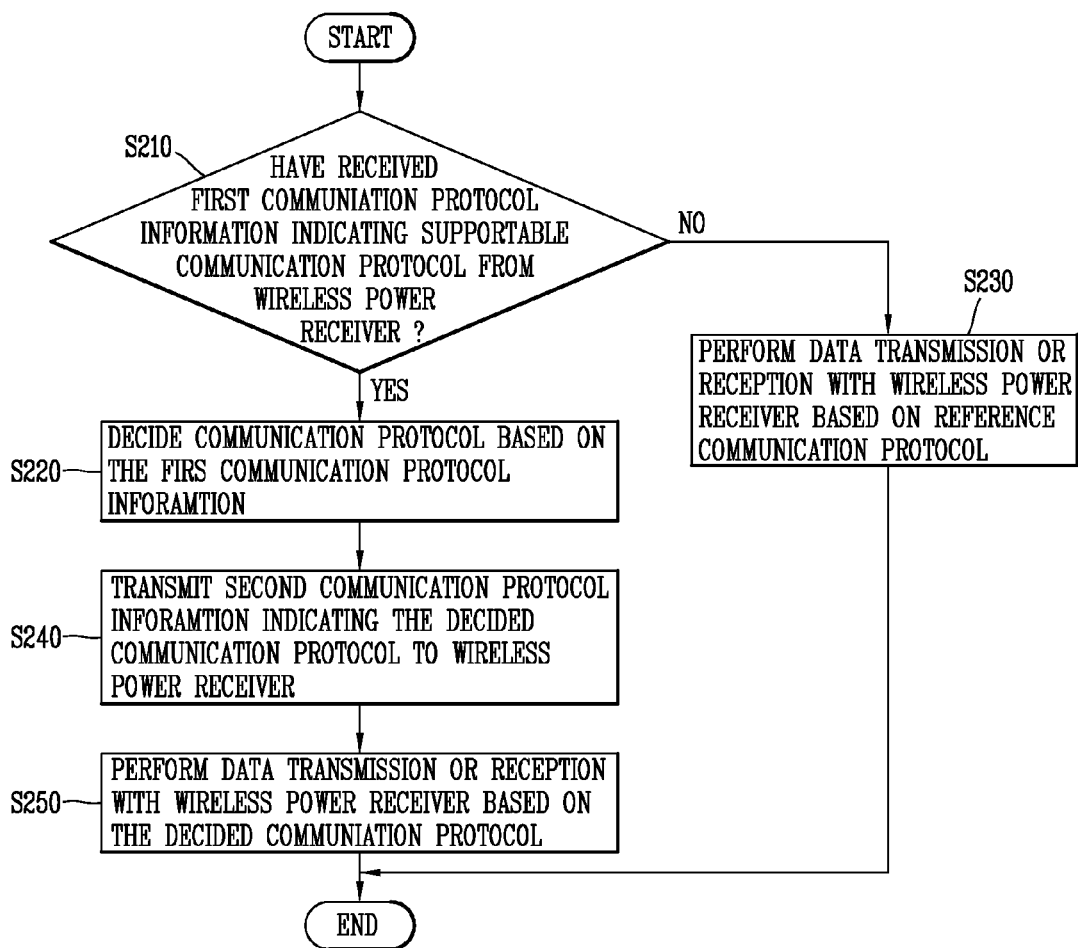 START
S210
HAVE RECEIVED
FIRST COMMUNIATION PROTOCOL
INFORMATION INDICATING SUPPORTABLE
COMMUNICATION PROTOCOL FROM
WIRELESS POWER
RECEIVER ?
NO
YES
S230
PERFORM DATA TRANSMISSION OR
RECEPTION WITH WIRELESS POWER
RECEIVER BASED ON REFERENCE
COMMUNICATION PROTOCOL
S220
DECIDE COMMUNICATION PROTOCOL BASED ON
THE FIRS COMMUNICATION PROTOCOL
INFORAMTION
S240
TRANSMIT SECOND COMMUNICATION PROTOCOL
INFORAMTION INDICATING THE DECIDED
COMMUNICATION PROTOCOL TO WIRELESS
POWER RECEIVER
S250
PERFORM DATA TRANSMISSION OR RECEPTION
WITH WIRELESS POWER RECEIVER BASED ON
THE DECIDED COMMUNIATION PROTOCOL
END